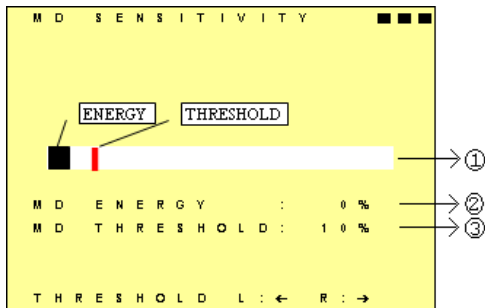 MD SENSITIVITY
ENERGY THRESHOLD
①
MD ENERGY : 0% ②
MD THRESHOLD: 10% ③
THRESHOLD L:← R:→